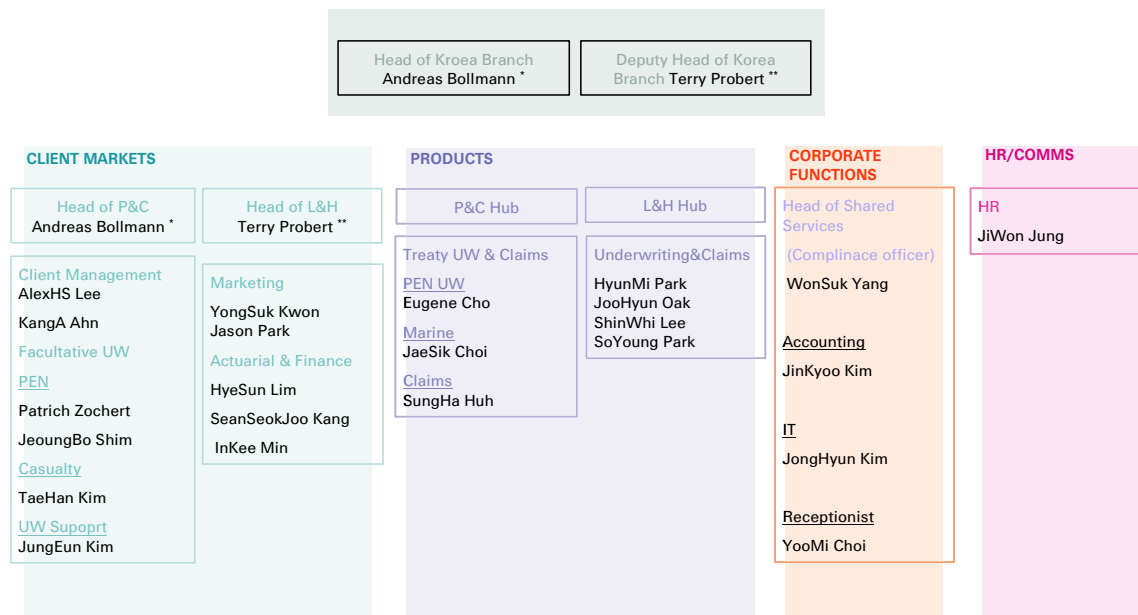 Head of Kroea Branch
Andreas Bollmann *
Deputy Head of Korea
Branch Terry Probert **
CLIENT MARKETS
Head of P&C
Andreas Bollmann *
Client Management
AlexHS Lee
KangA Ahn
Facultative UW
PEN
Patrich Zochert
JeoungBo Shim
Casualty
TaeHan Kim
UW Supoprt
JungEun Kim
Head of L&H
Terry Probert **
Marketing
YongSuk Kwon
Jason Park
Actuarial & Finance
HyeSun Lim
SeanSeokJoo Kang
InKee Min
PRODUCTS
P&C Hub
Treaty UW & Claims
PEN UW
Eugene Cho
Marine
JaeSik Choi
Claims
SungHa Huh
L&H Hub
Underwriting&Claims
HyunMi Park
JooHyun Oak
ShinWhi Lee
SoYoung Park
CORPORATE
FUNCTIONS
Head of Shared
Services
(Complinace officer)
WonSuk Yang
Accounting
JinKyoo Kim
IT
JongHyun Kim
Receptionist
YooMi Choi
HR/COMMS
HR
JiWon Jung